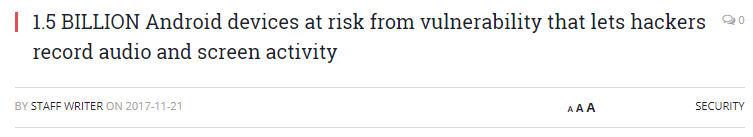 1.5 BILLION Android devices at risk from vulnerability that lets hackers 0
record audio and screen activity
BY STAFF WRITER ON 2017-11-21 A A A SECURITY